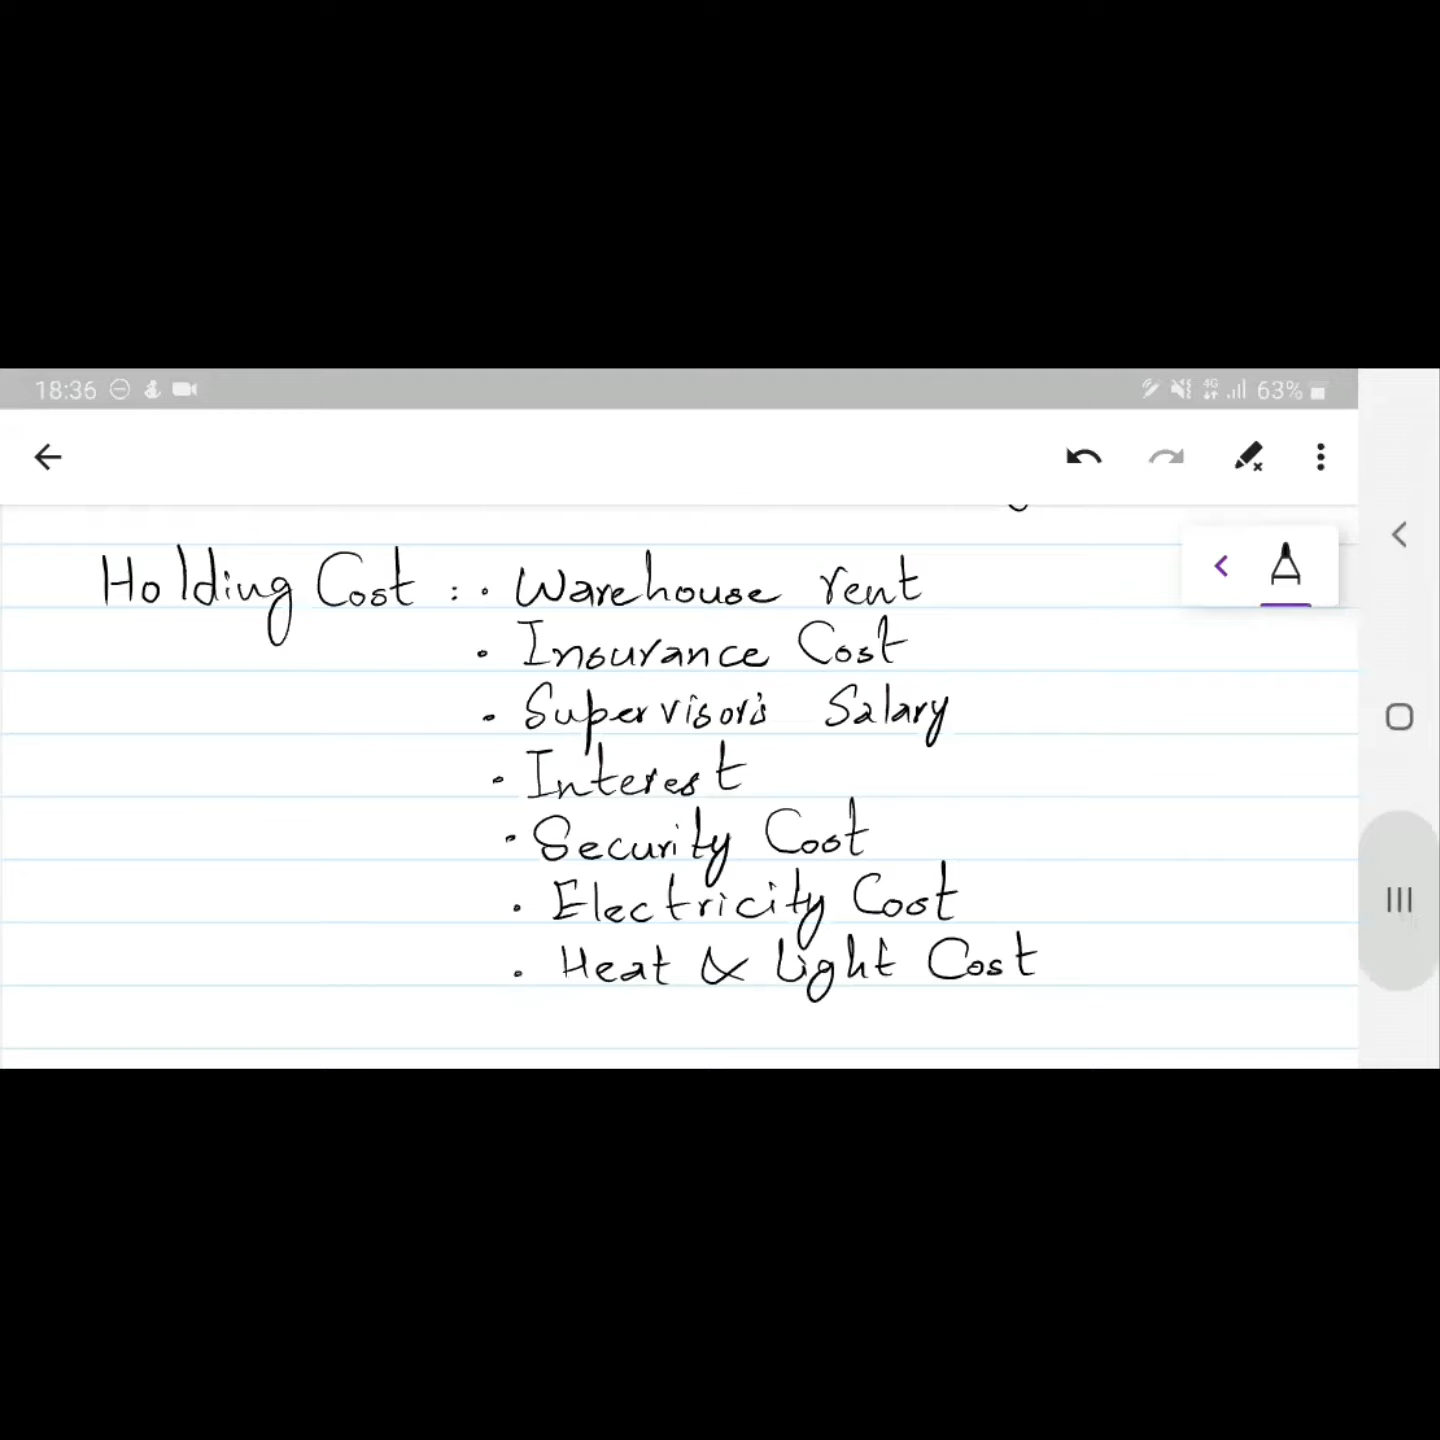 18:36 4G 63%
Holding Cost : • Warehouse rent
• Insurance Cost
• Supervisor's Salary
• Interest
• Security Cost
• Electricity Cost
• Heat & Light Cost